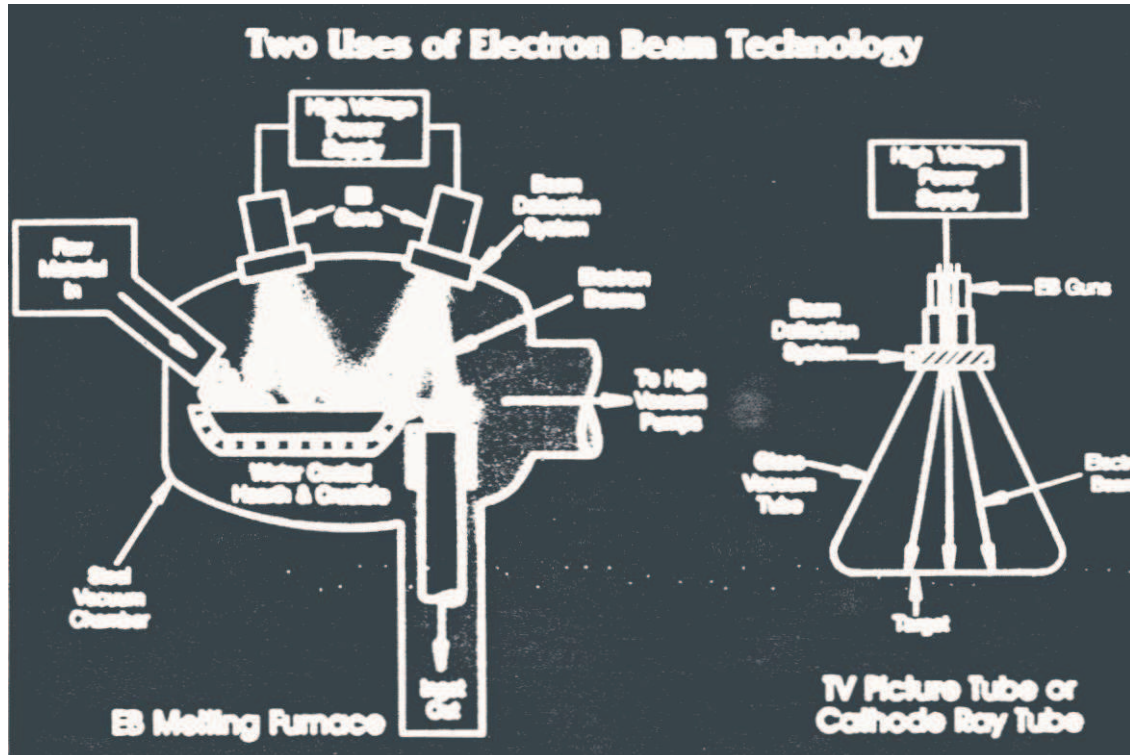 Two Uses of Electron Beam Technology
High Voltage
Power
Supply
EB
Guns
Beam
Deflection
System
Raw
Material
In
Electron
Beams
To High
Vacuum
Pumps
Water Cooled
Hearth & Crucible
Steel
Vacuum
Chamber
Ingot
Out
EB Melting Furnace
High Voltage
Power
Supply
EB Guns
Beam
Deflection
System
Glass
Vacuum
Tube
Electr
Beam
Target
TV Picture Tube or
Cathode Ray Tube